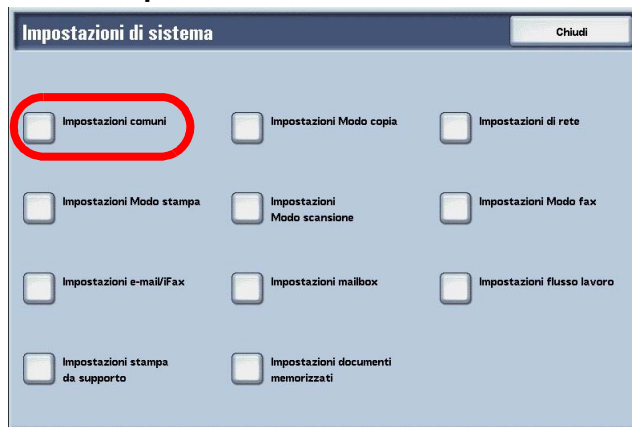 Impostazioni di sistema
Chiudi
Impostazioni comuni
Impostazioni Modo copia
Impostazioni di rete
Impostazioni Modo stampa
Impostazioni
Modo scansione
Impostazioni Modo fax
Impostazioni e-mail/iFax
Impostazioni mailbox
Impostazioni flusso lavoro
Impostazioni stampa
da supporto
Impostazioni documenti
memorizzati